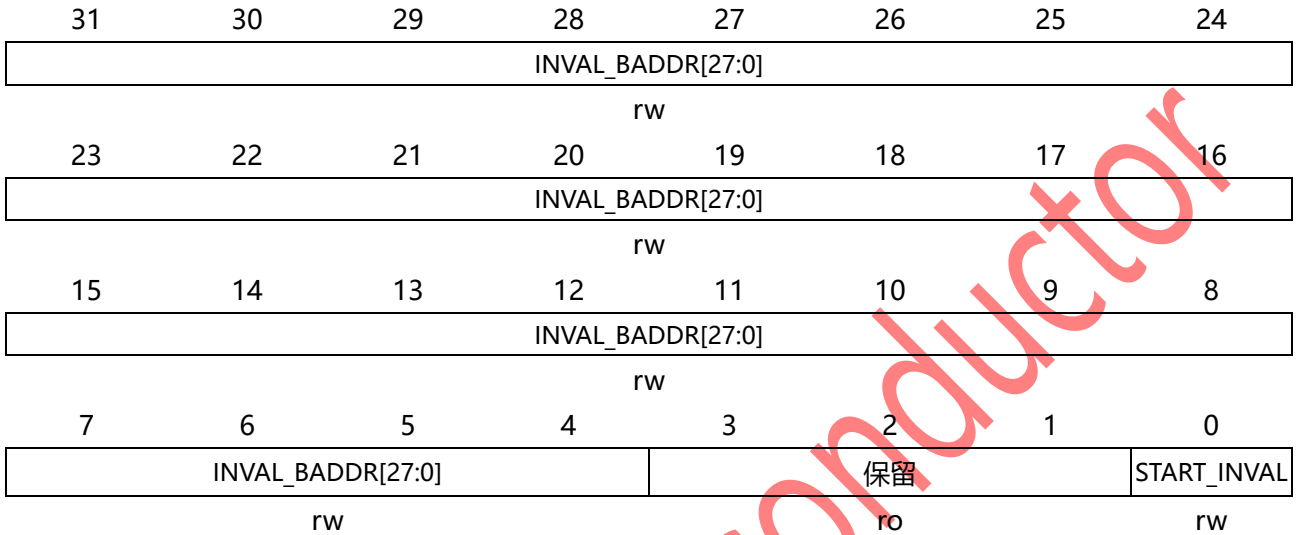 31 30 29 28 27 26 25 24
INVAL_BADDR[27:0]
rw
23 22 21 20 19 18 17 16
INVAL_BADDR[27:0]
rw
15 14 13 12 11 10 9 8
INVAL_BADDR[27:0]
rw
7 6 5 4 3 2 1 0
INVAL_BADDR[27:0] 保留 START_INVAL
rw ro rw
onductor